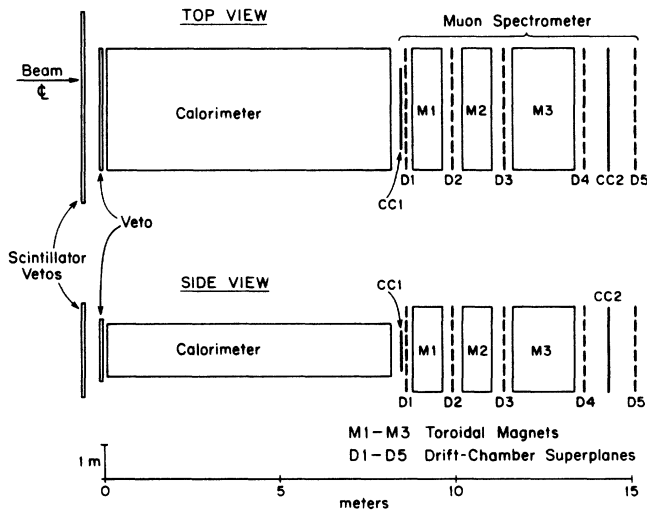 TOP VIEW
Muon Spectrometer
Beam
℄
Calorimeter
M1
M2
M3
D1
D2
D3
D4
CC2
D5
CC1
Veto
Scintillator
Vetos
SIDE VIEW
CC1
CC2
Calorimeter
M1
M2
M3
D1
D2
D3
D4
D5
M1–M3 Toroidal Magnets
D1–D5 Drift-Chamber Superplanes
1 m
0
5
10
15
meters